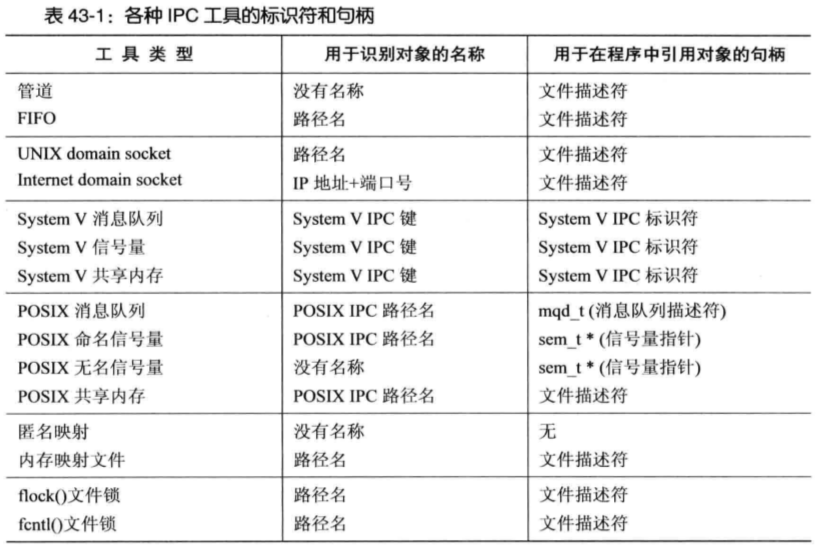 表 43-1：各种 IPC 工具的标识符和句柄
工 具 类 型 用于识别对象的名称 用于在程序中引用对象的句柄
管道 没有名称 文件描述符
FIFO 路径名 文件描述符
UNIX domain socket 路径名 文件描述符
Internet domain socket IP 地址+端口号 文件描述符
System V 消息队列 System V IPC 键 System V IPC 标识符
System V 信号量 System V IPC 键 System V IPC 标识符
System V 共享内存 System V IPC 键 System V IPC 标识符
POSIX 消息队列 POSIX IPC 路径名 mqd_t (消息队列描述符)
POSIX 命名信号量 POSIX IPC 路径名 sem_t * (信号量指针)
POSIX 无名信号量 没有名称 sem_t * (信号量指针)
POSIX 共享内存 POSIX IPC 路径名 文件描述符
匿名映射 没有名称 无
内存映射文件 路径名 文件描述符
flock()文件锁 路径名 文件描述符
fcntl()文件锁 路径名 文件描述符